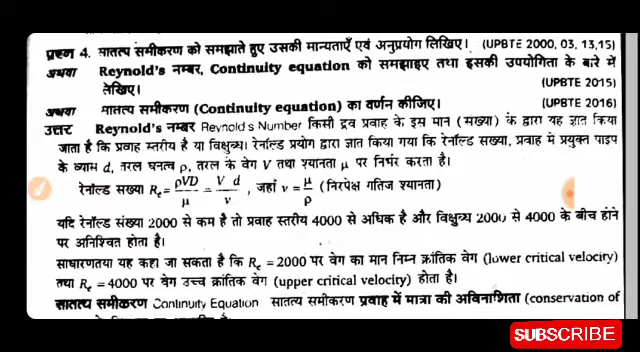 प्रश्न 4. सातत्य समीकरण को समझाते हुए उसकी मान्यताएँ एवं अनुप्रयोग लिखिए। (UPBTE 2000, 03, 13,15)
अथवा Reynold's नम्बर, Continuity equation को समझाइए तथा इसकी उपयोगिता के बारे में
लेखिए। (UPBTE 2015)
अथवा मातत्य समीकरण (Continuity equation) का वर्णन कीजिए। (UPBTE 2016)
उत्तर Reynold's नम्बर Reynold's Number किसी द्रव प्रवाह के इस मान (संख्या) के द्वारा यह ज्ञात किया
जाता है कि प्रवाह स्तरीय है या विक्षुब्ध। रेनॉल्ड प्रयोग द्वारा ज्ञात किया गया कि रेनॉल्ड सख्या, प्रवाह में प्रयुक्त पाइप
के व्यास d, तरल घनत्व ρ, तरल के वेग V तथा श्यानता μ पर निर्भर करता है।
रेनॉल्ड सख्या Re = ρVD/μ = V d/ν, जहाँ ν = μ/ρ (निरपेक्ष गतिज श्यानता)
यदि रेनॉल्ड संख्या 2000 से कम है तो प्रवाह स्तरीय 4000 से अधिक है और विक्षुब्ध 2000 से 4000 के बीच होने
पर अनिश्चित होता है।
साधारणतया यह कहा जा सकता है कि Re = 2000 पर वेग का मान निम्न क्रांतिक वेग (lower critical velocity)
तथा Re = 4000 पर वेग उच्च क्रांतिक वेग (upper critical velocity) होता है।
सातत्य समीकरण Continuity Equation सातत्य समीकरण प्रवाह में मात्रा की अविनाशिता (conservation of
SUBSCRIBE